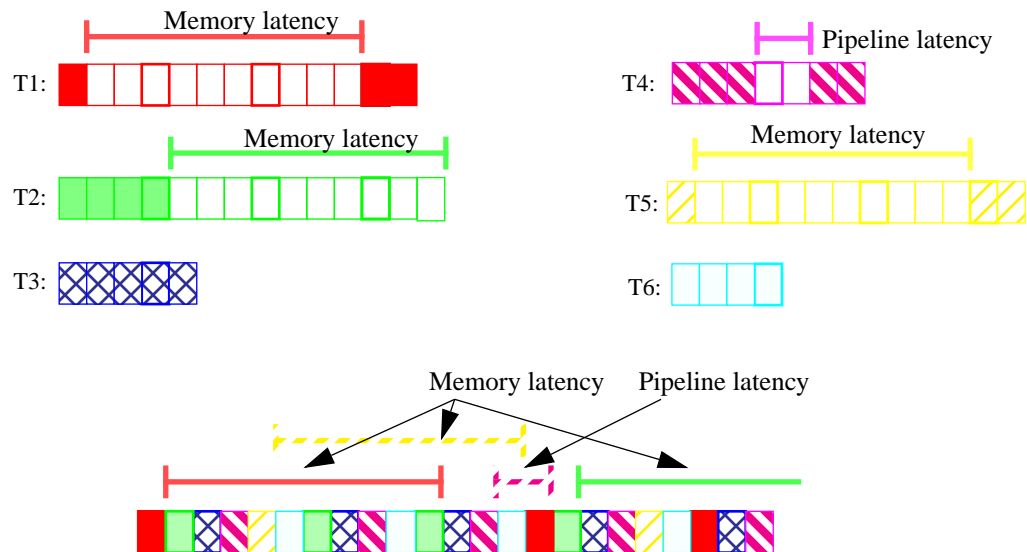 Memory latency
Pipeline latency
T1:
T4:
Memory latency
Memory latency
T2:
T5:
T3:
T6:
Memory latency
Pipeline latency